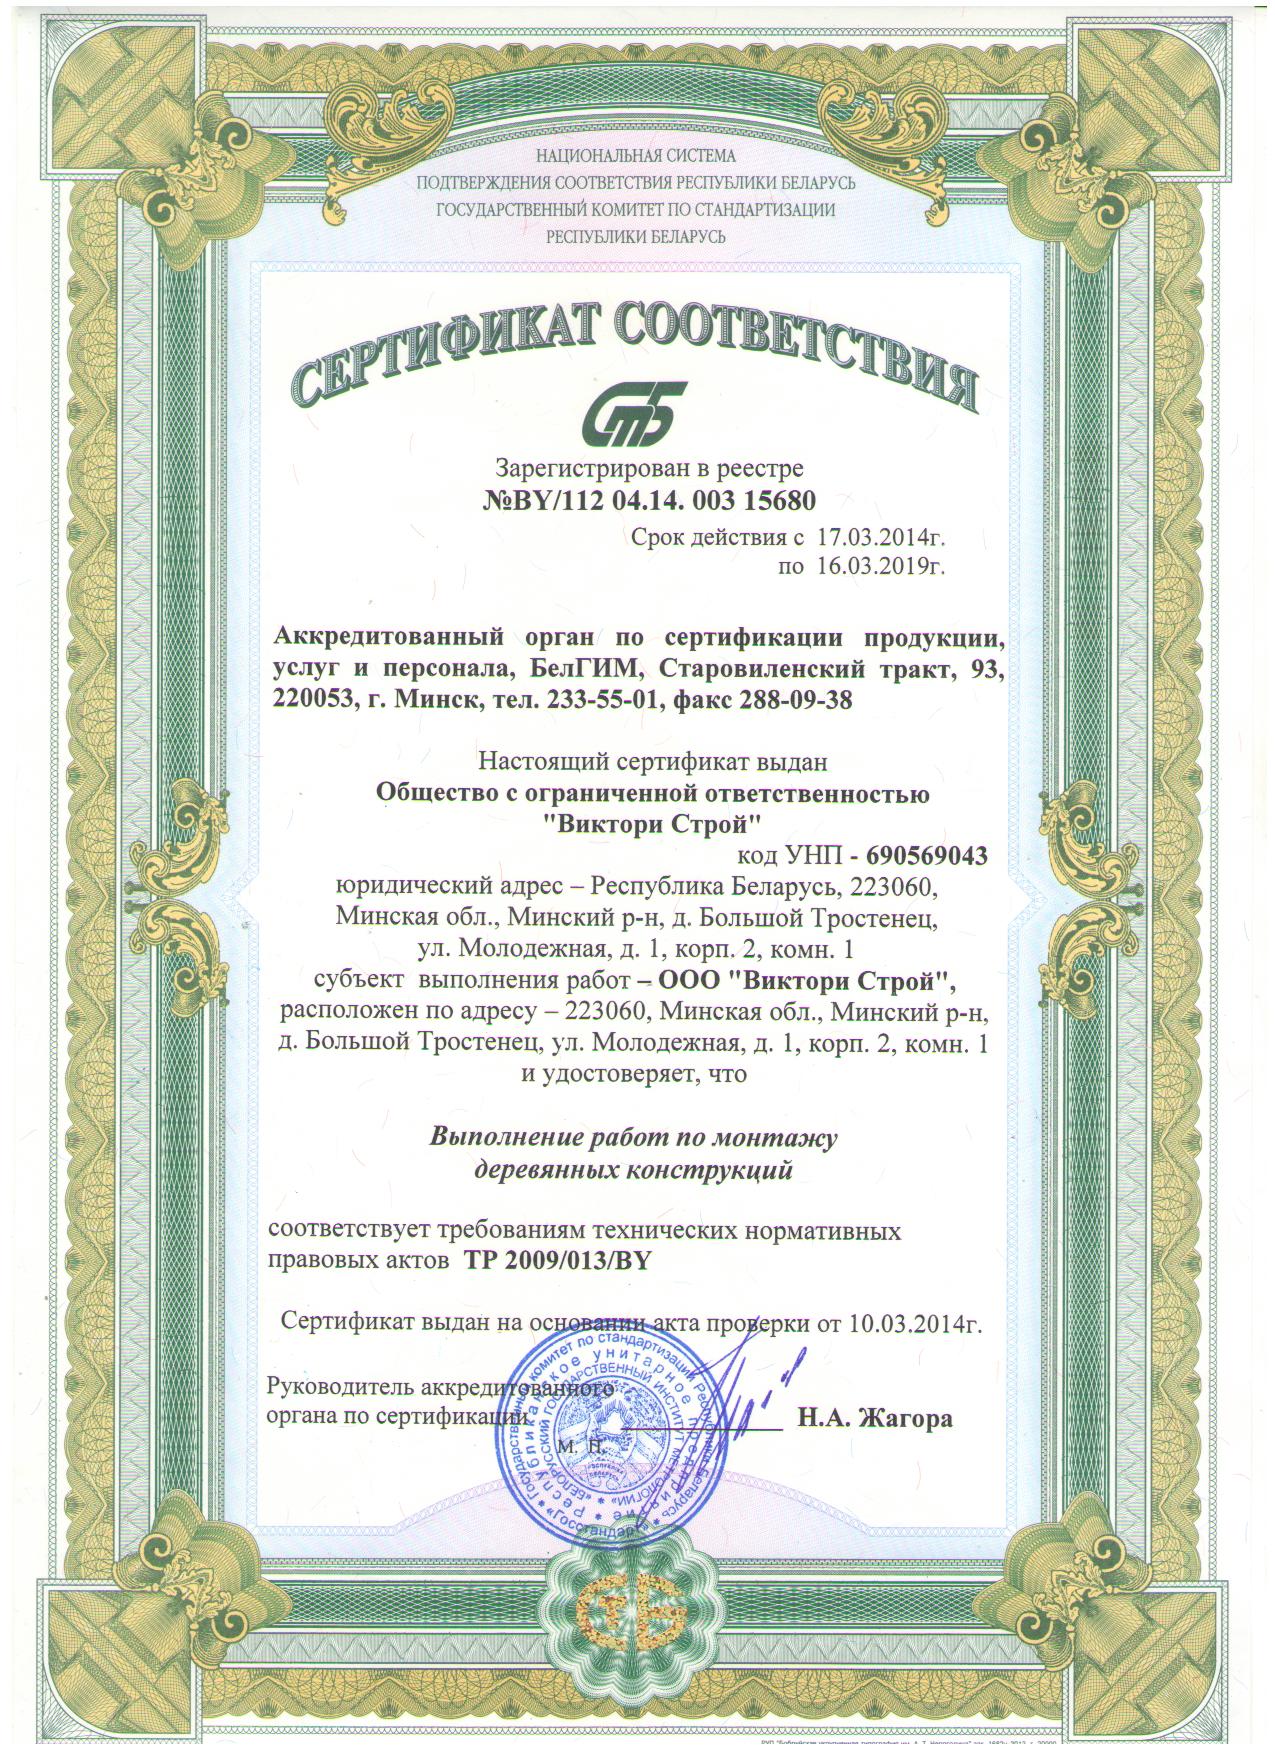 НАЦИОНАЛЬНАЯ СИСТЕМА
ПОДТВЕРЖДЕНИЯ СООТВЕТСТВИЯ РЕСПУБЛИКИ БЕЛАРУСЬ
ГОСУДАРСТВЕННЫЙ КОМИТЕТ ПО СТАНДАРТИЗАЦИИ
РЕСПУБЛИКИ БЕЛАРУСЬ
СЕРТИФИКАТ СООТВЕТСТВИЯ
СТБ
Зарегистрирован в реестре
№BY/112 04.14. 003 15680
Срок действия с 17.03.2014г.
по 16.03.2019г.
Аккредитованный орган по сертификации продукции,
услуг и персонала, БелГИМ, Старовиленский тракт, 93,
220053, г. Минск, тел. 233-55-01, факс 288-09-38
Настоящий сертификат выдан
Общество с ограниченной ответственностью
"Виктори Строй"
код УНП - 690569043
юридический адрес – Республика Беларусь, 223060,
Минская обл., Минский р-н, д. Большой Тростенец,
ул. Молодежная, д. 1, корп. 2, комн. 1
субъект выполнения работ – ООО "Виктори Строй",
расположен по адресу – 223060, Минская обл., Минский р-н,
д. Большой Тростенец, ул. Молодежная, д. 1, корп. 2, комн. 1
и удостоверяет, что
Выполнение работ по монтажу
деревянных конструкций
соответствует требованиям технических нормативных
правовых актов ТР 2009/013/BY
Сертификат выдан на основании акта проверки от 10.03.2014г.
Руководитель аккредитованного
органа по сертификации
Н.А. Жагора
М. П.
Государственный комитет по стандартизации Республики Беларусь * «Госстандарт» *
Республиканское унитарное предприятие *
«БЕЛОРУССКИЙ ГОСУДАРСТВЕННЫЙ ИНСТИТУТ МЕТРОЛОГИИ» *
РЕСПУБЛИКА
БЕЛАРУСЬ
СТБ